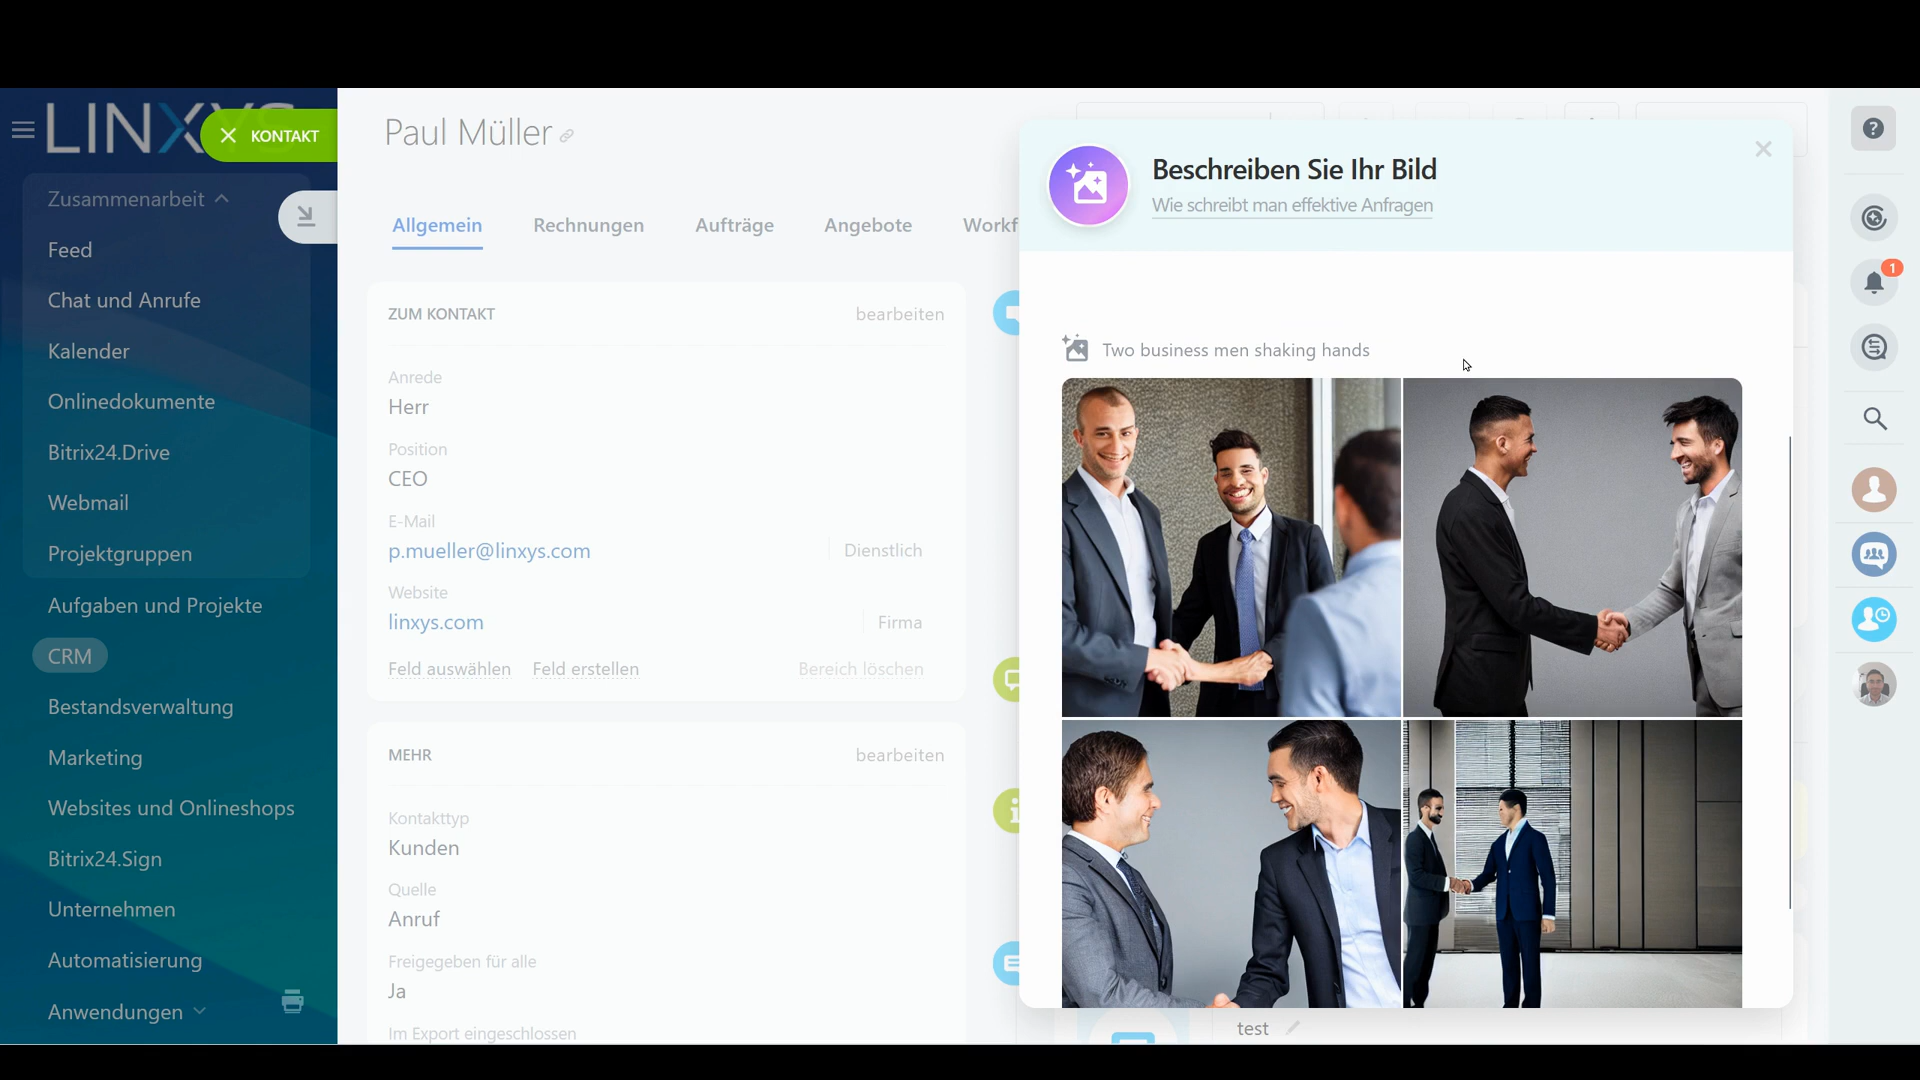 LINXYS
KONTAKT
Zusammenarbeit
Feed
Chat und Anrufe
Kalender
Onlinedokumente
Bitrix24.Drive
Webmail
Projektgruppen
Aufgaben und Projekte
CRM
Bestandsverwaltung
Marketing
Websites und Onlineshops
Bitrix24.Sign
Unternehmen
Automatisierung
Anwendungen
Paul Müller
Allgemein Rechnungen Aufträge Angebote Workf
ZUM KONTAKT bearbeiten
Anrede
Herr
Position
CEO
E-Mail
p.mueller@linxys.com Dienstlich
Website
linxys.com Firma
Feld auswählen Feld erstellen Bereich löschen
MEHR bearbeiten
Kontakttyp
Kunden
Quelle
Anruf
Freigegeben für alle
Ja
Im Export eingeschlossen
Beschreiben Sie Ihr Bild
Wie schreibt man effektive Anfragen
Two business men shaking hands
test
1